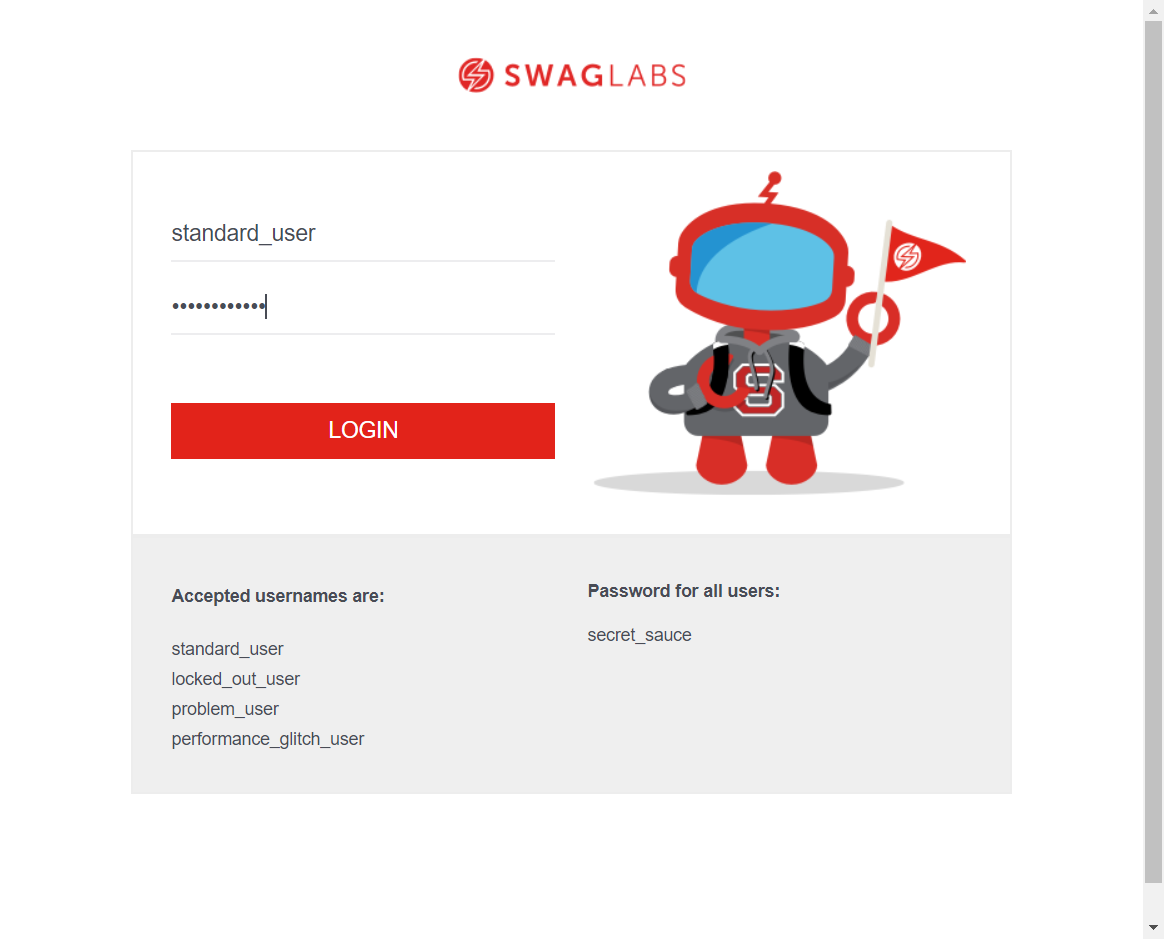 SWAGLABS
standard_user
••••••••••••
LOGIN
S
Accepted usernames are:
standard_user
locked_out_user
problem_user
performance_glitch_user
Password for all users:
secret_sauce